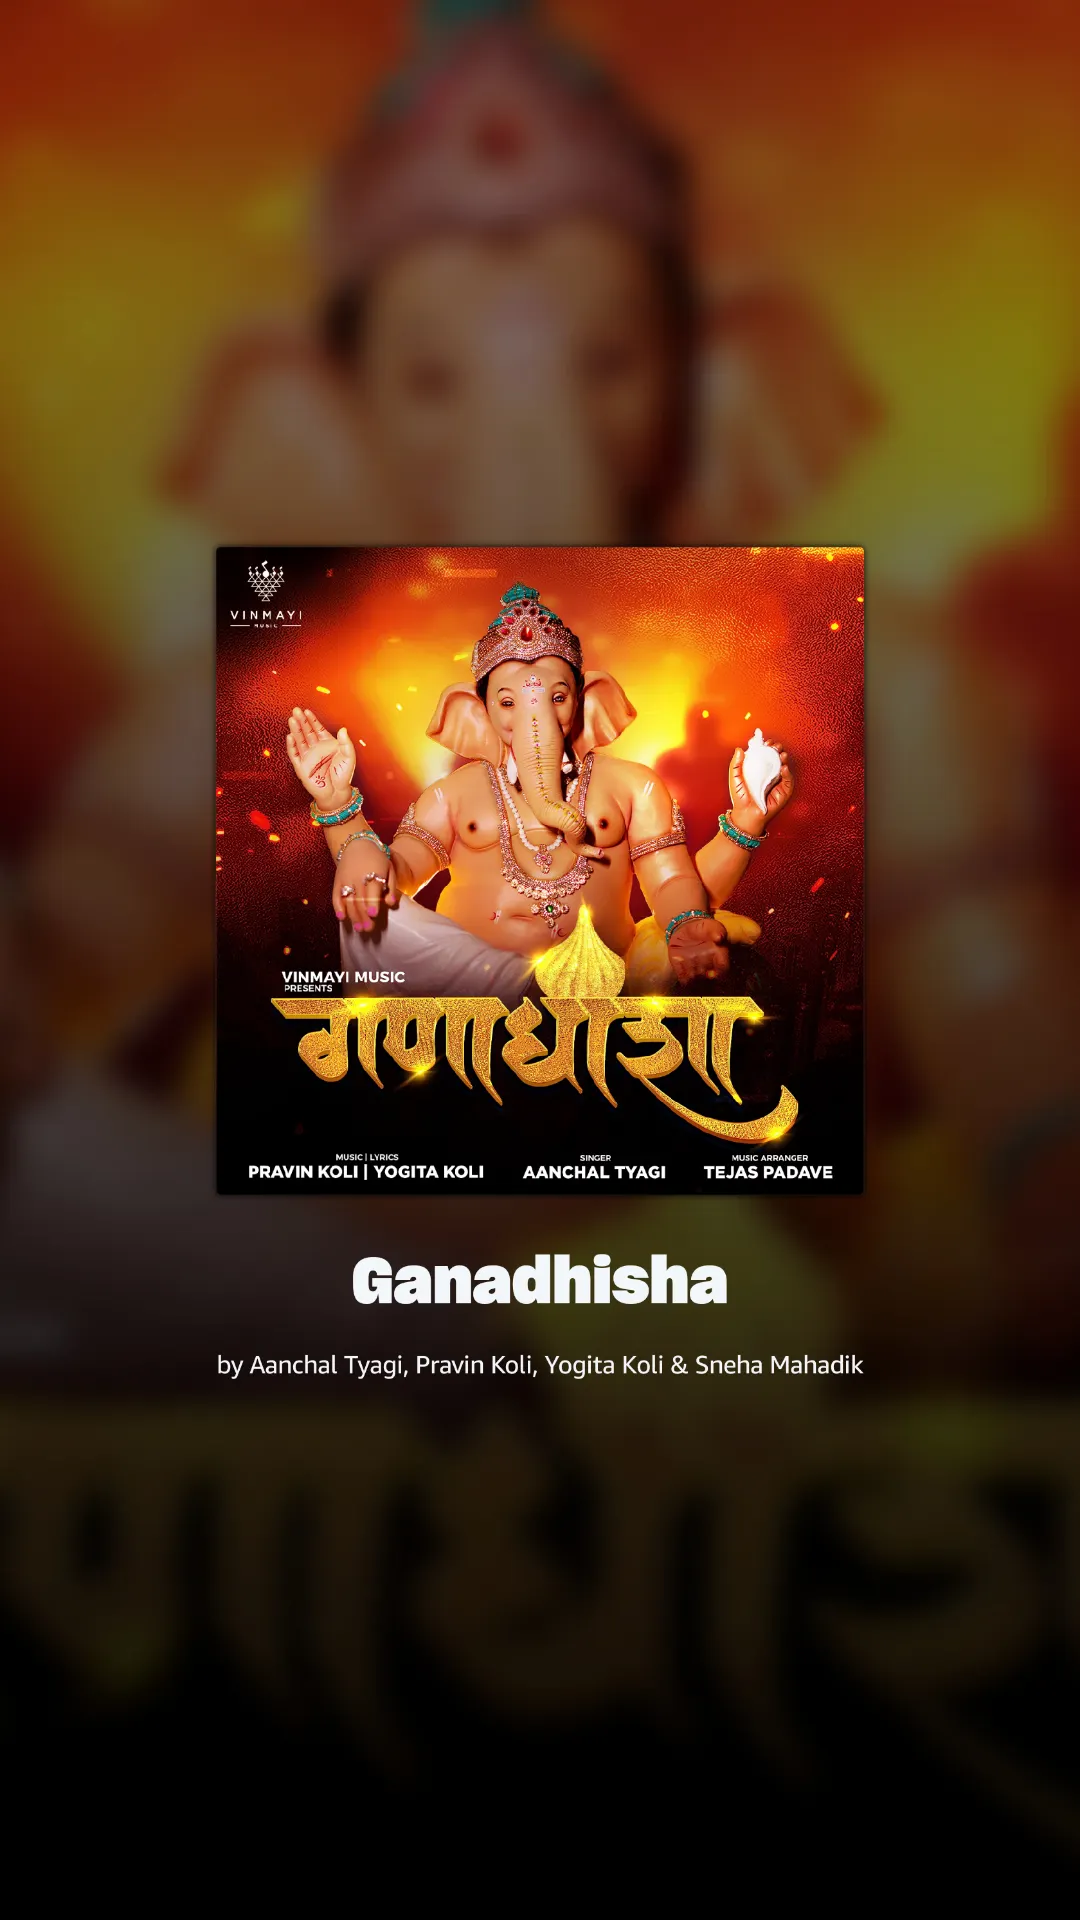 VINMAYI
MUSIC
VINMAYI MUSIC
PRESENTS
गणाधीशा
MUSIC | LYRICS
PRAVIN KOLI | YOGITA KOLI
SINGER
AANCHAL TYAGI
MUSIC ARRANGER
TEJAS PADAVE
Ganadhisha
by Aanchal Tyagi, Pravin Koli, Yogita Koli & Sneha Mahadik